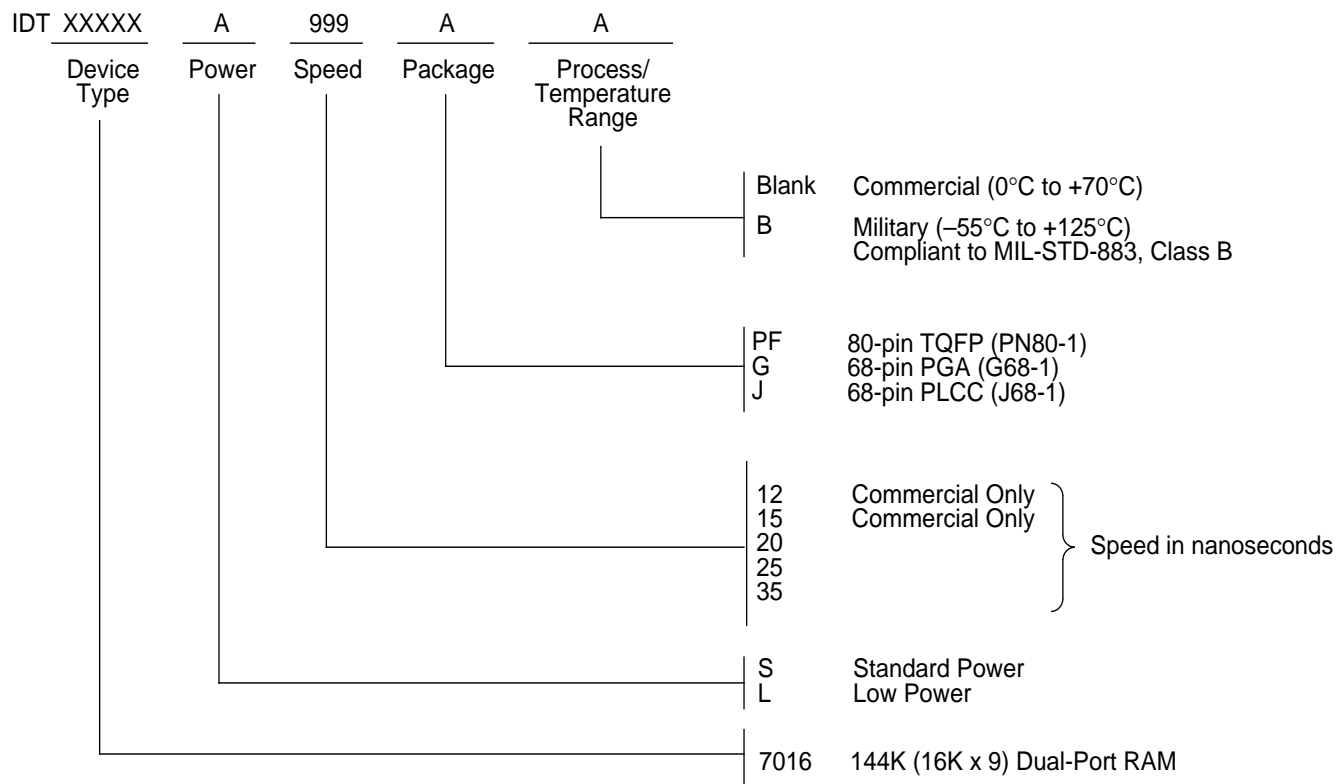 IDT XXXXX A 999 A A
Device Type Power Speed Package Process/ Temperature Range
Blank Commercial (0°C to +70°C)
B Military (–55°C to +125°C)
Compliant to MIL-STD-883, Class B
PF 80-pin TQFP (PN80-1)
G 68-pin PGA (G68-1)
J 68-pin PLCC (J68-1)
12 Commercial Only
15 Commercial Only
20 Speed in nanoseconds
25
35
S Standard Power
L Low Power
7016 144K (16K x 9) Dual-Port RAM